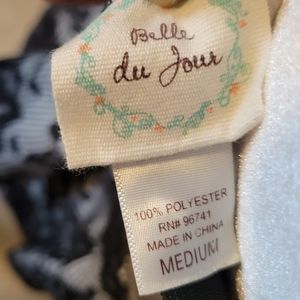 Belle
du Jour
100% POLYESTER
RN# 96741
MADE IN CHINA
MEDIUM